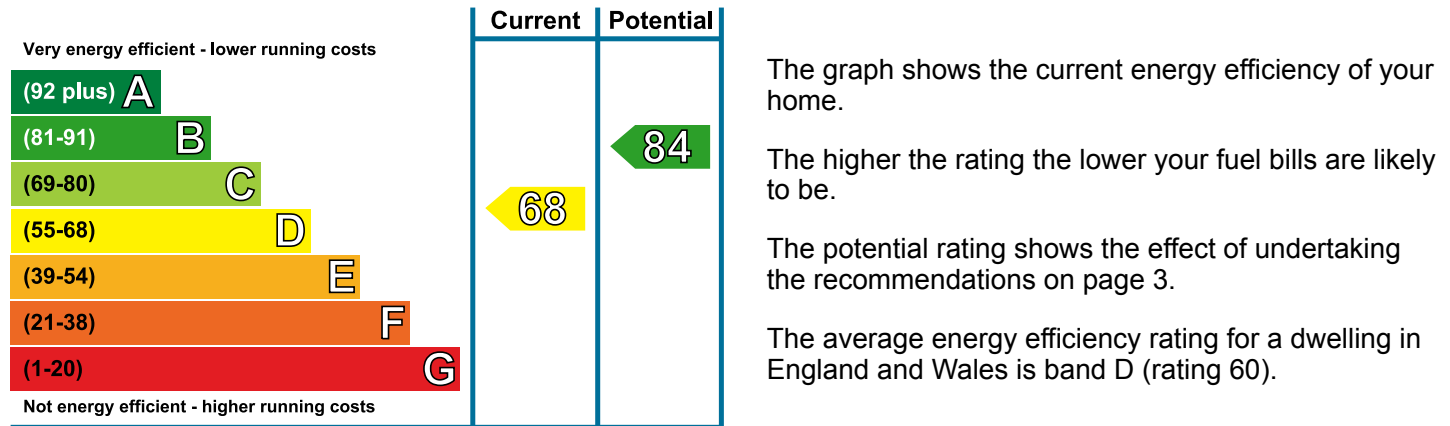 Current Potential
Very energy efficient - lower running costs
(92 plus) A
(81-91) B
84
(69-80) C
68
(55-68) D
(39-54) E
(21-38) F
(1-20) G
Not energy efficient - higher running costs
The graph shows the current energy efficiency of your
home.
The higher the rating the lower your fuel bills are likely
to be.
The potential rating shows the effect of undertaking
the recommendations on page 3.
The average energy efficiency rating for a dwelling in
England and Wales is band D (rating 60).